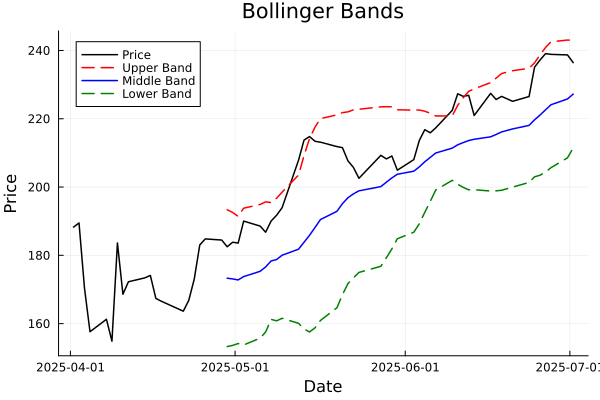 Bollinger Bands
Price
Upper Band
Middle Band
Lower Band
240
220
200
180
160
Price
2025-04-01
2025-05-01
2025-06-01
2025-07-01
Date